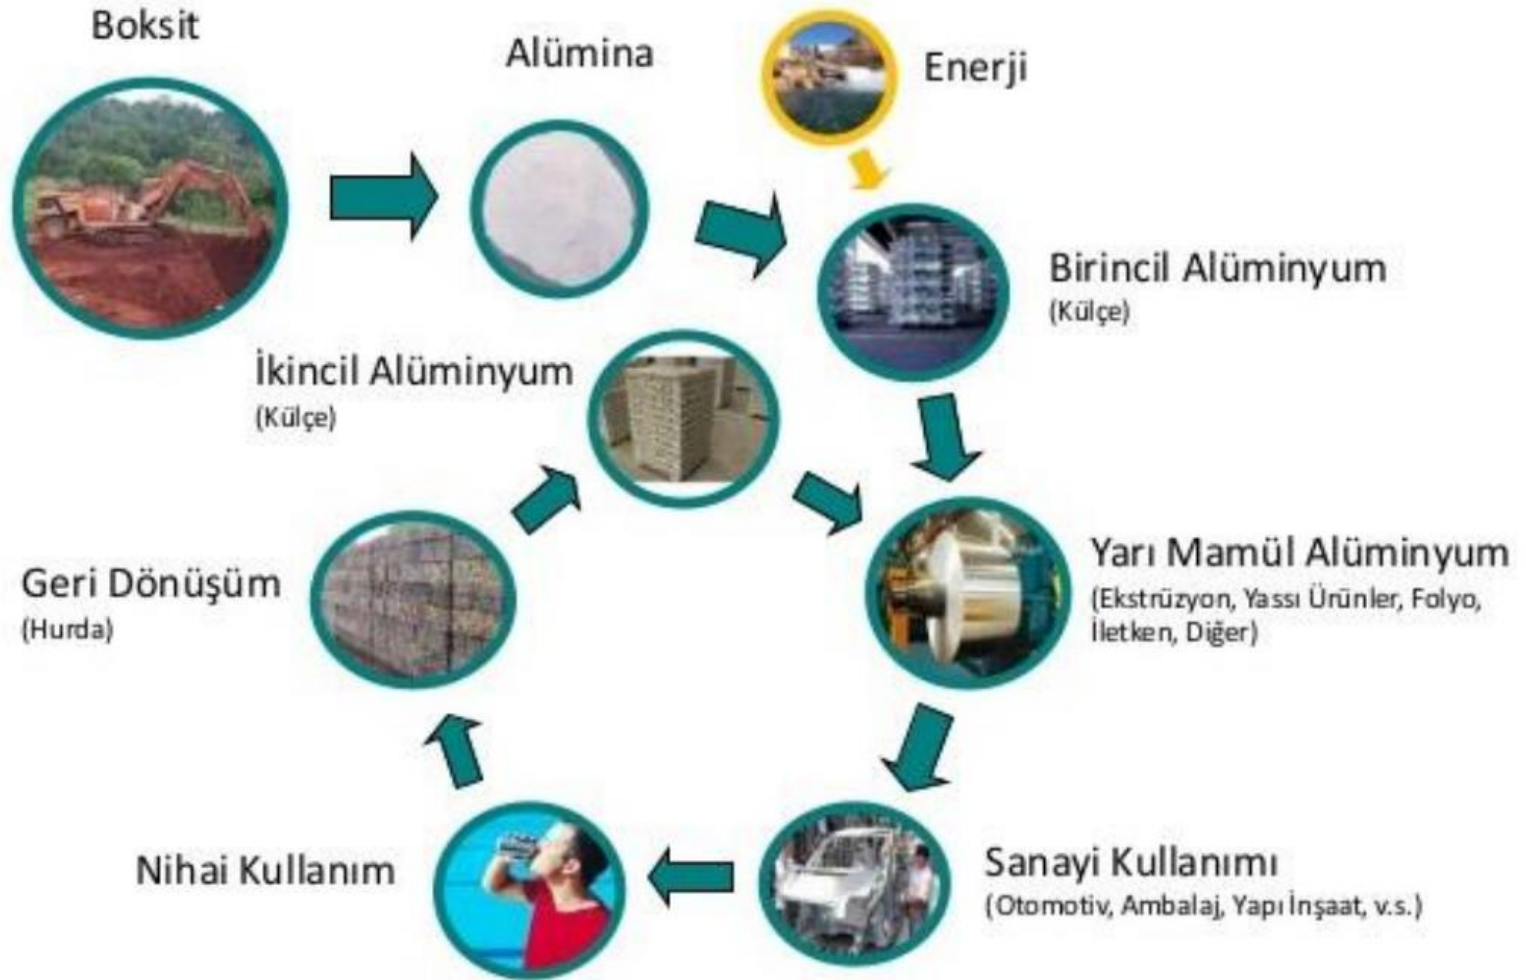 Boksit
Alümina
Enerji
Birincil Alüminyum
(Külçe)
İkincil Alüminyum
(Külçe)
Yarı Mamül Alüminyum
(Ekstrüzyon, Yassı Ürünler, Folyo,
İletken, Diğer)
Geri Dönüşüm
(Hurda)
Nihai Kullanım
Sanayi Kullanımı
(Otomotiv, Ambalaj, Yapı İnşaat, v.s.)